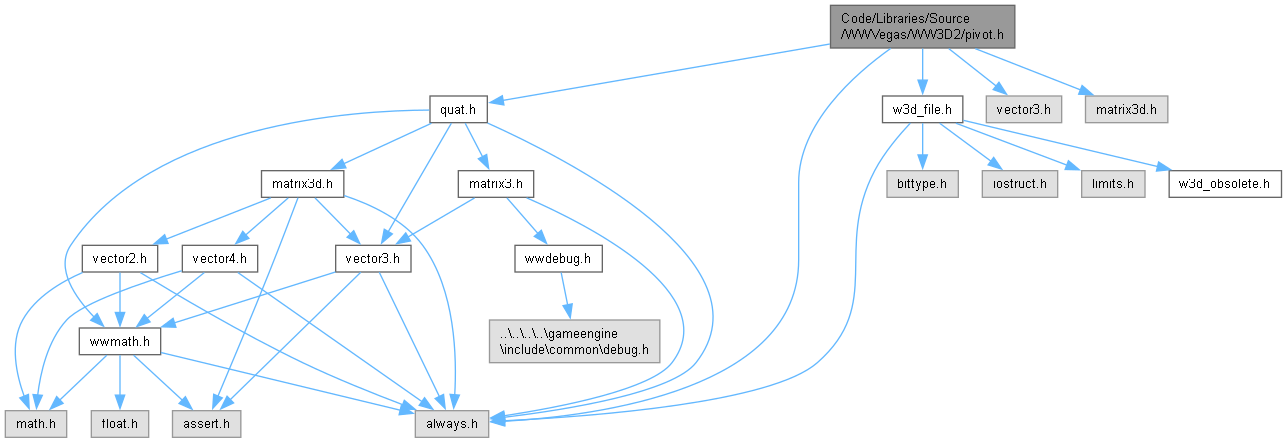 Code/Libraries/Source
/WWVegas/WW3D2/pivot.h
quat.h
w3d_file.h
vector3.h
matrix3d.h
matrix3d.h
matrix3.h
bittype.h
iostruct.h
limits.h
w3d_obsolete.h
vector2.h
vector4.h
vector3.h
wwdebug.h
wwmath.h
..\..\..\..\gameengine
\include\common\debug.h
math.h
float.h
assert.h
always.h